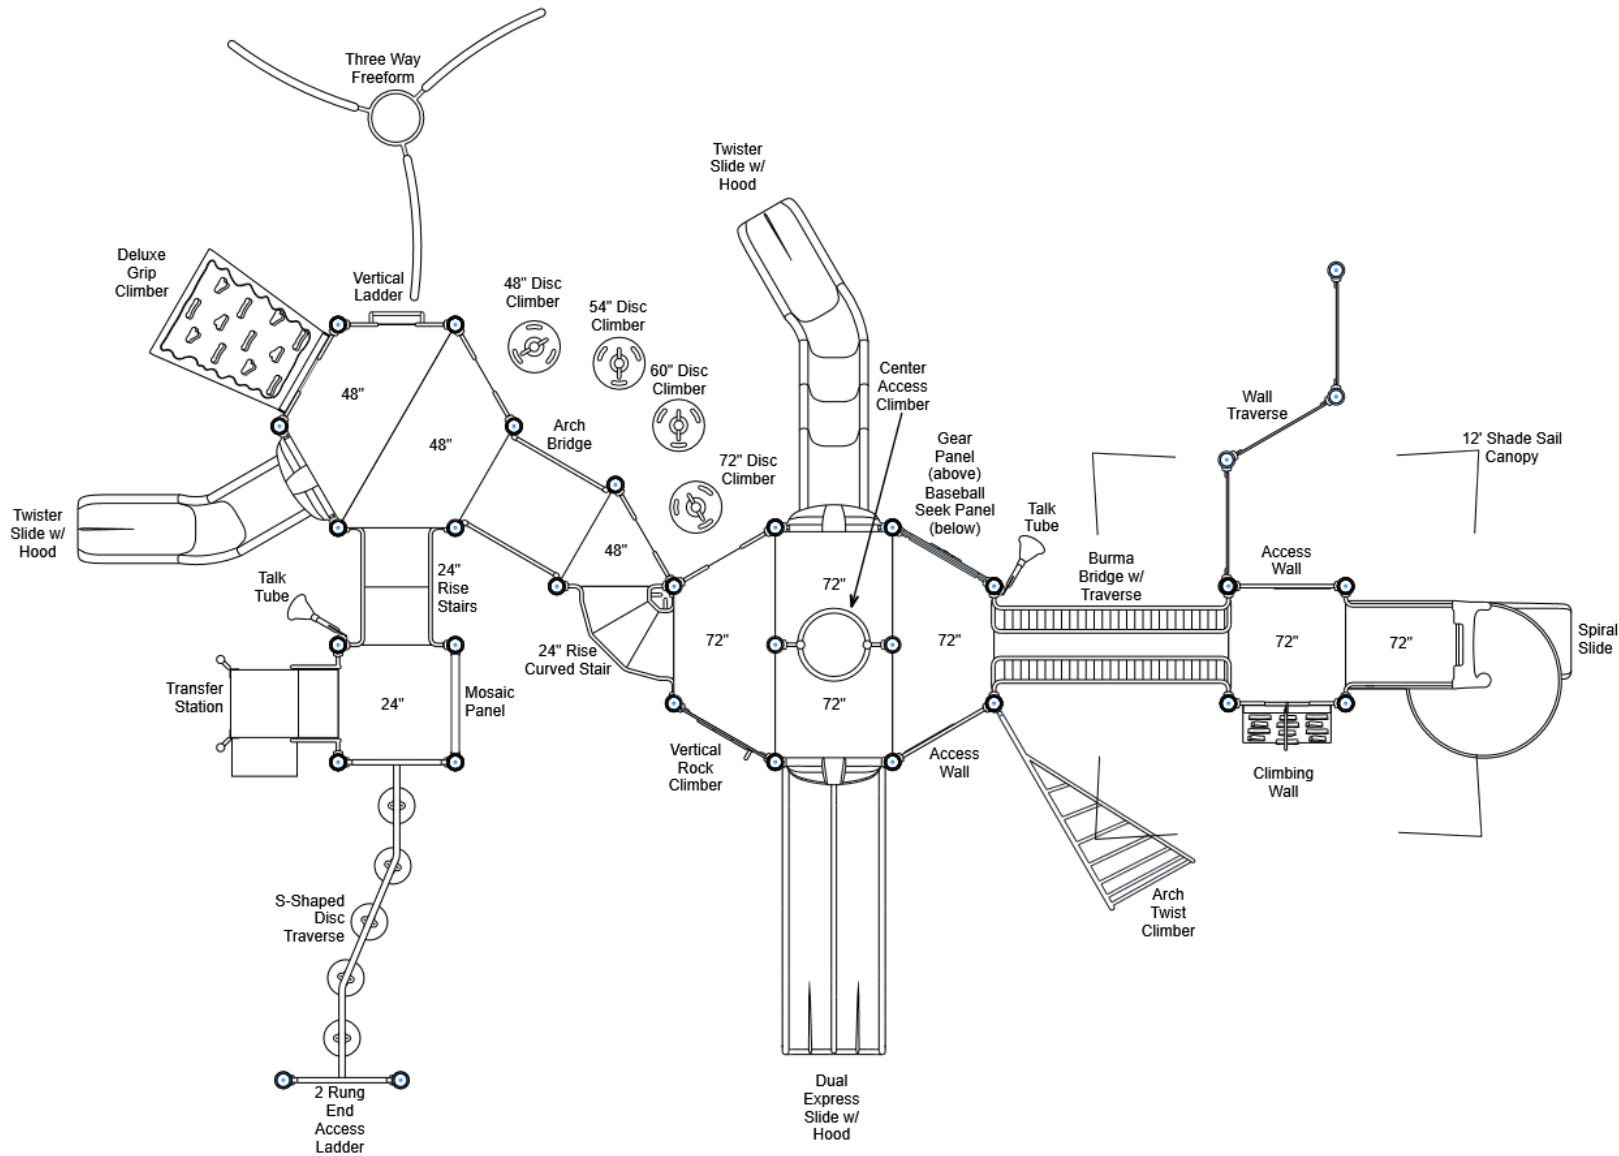 Three Way
Freeform
Twister
Slide w/
Hood
Deluxe
Grip
Climber
Vertical
Ladder
48" Disc
Climber
54" Disc
Climber
60" Disc
Climber
Center
Access
Climber
48"
48"
Arch
Bridge
72" Disc
Climber
Gear
Panel
(above)
Baseball
Seek Panel
(below)
Talk
Tube
Wall
Traverse
12' Shade Sail
Canopy
Twister
Slide w/
Hood
Talk
Tube
24"
Rise
Stairs
48"
24" Rise
Curved Stair
72"
72"
72"
72"
Burma
Bridge w/
Traverse
Access
Wall
72"
72"
Spiral
Slide
Transfer
Station
24"
Mosaic
Panel
Vertical
Rock
Climber
Access
Wall
Climbing
Wall
S-Shaped
Disc
Traverse
Arch
Twist
Climber
2 Rung
End
Access
Ladder
Dual
Express
Slide w/
Hood